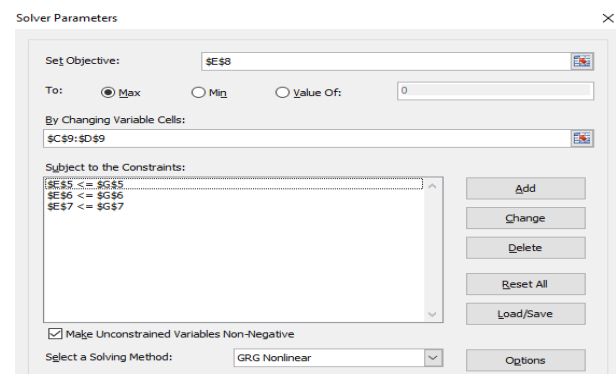 Solver Parameters
Set Objective: $E$8
To: Max Min Value Of: 0
By Changing Variable Cells:
$C$9:$D$9
Subject to the Constraints:
$E$5 <= $G$5
$E$6 <= $G$6
$E$7 <= $G$7
Add
Change
Delete
Reset All
Load/Save
Make Unconstrained Variables Non-Negative
Select a Solving Method: GRG Nonlinear Options